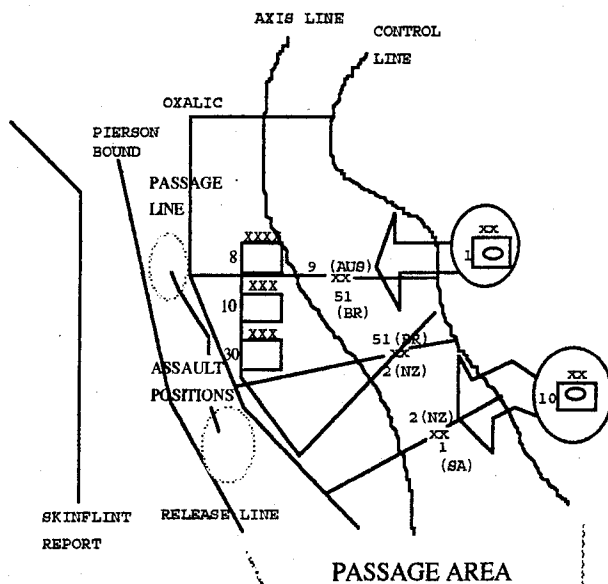 AXIS LINE
CONTROL
LINE
OXALIC
PIERSON
BOUND
PASSAGE
LINE
XXXX
8
9 (AUS)
XX
51
(BR)
XX
1
XXX
10
XXX
30
51(BR)
XX
2(NZ)
ASSAULT
POSITIONS
XX
10
2(NZ)
XX
1
(SA)
SKINFLINT
REPORT
RELEASE LINE
PASSAGE AREA